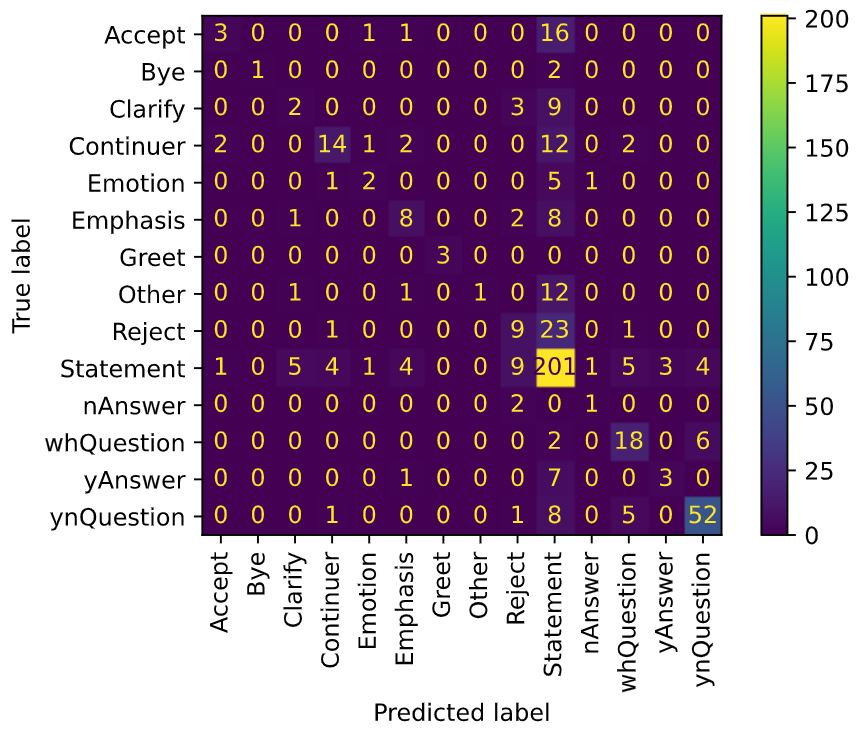 Accept 3 0 0 0 1 1 0 0 0 16 0 0 0 0
Bye 0 1 0 0 0 0 0 0 0 2 0 0 0 0
Clarify 0 0 2 0 0 0 0 0 3 9 0 0 0 0
Continuer 2 0 0 14 1 2 0 0 0 12 0 2 0 0
Emotion 0 0 0 1 2 0 0 0 0 5 1 0 0 0
Emphasis 0 0 1 0 0 8 0 0 2 8 0 0 0 0
Greet 0 0 0 0 0 0 3 0 0 0 0 0 0 0
Other 0 0 1 0 0 1 0 1 0 12 0 0 0 0
Reject 0 0 0 1 0 0 0 0 9 23 0 1 0 0
Statement 1 0 5 4 1 4 0 0 9 201 1 5 3 4
nAnswer 0 0 0 0 0 0 0 0 2 0 1 0 0 0
whQuestion 0 0 0 0 0 0 0 0 0 2 0 18 0 6
yAnswer 0 0 0 0 0 1 0 0 0 7 0 0 3 0
ynQuestion 0 0 0 1 0 0 0 0 1 8 0 5 0 52
True label
Accept
Bye
Clarify
Continuer
Emotion
Emphasis
Greet
Other
Reject
Statement
nAnswer
whQuestion
yAnswer
ynQuestion
Predicted label
200
175
150
125
100
75
50
25
0